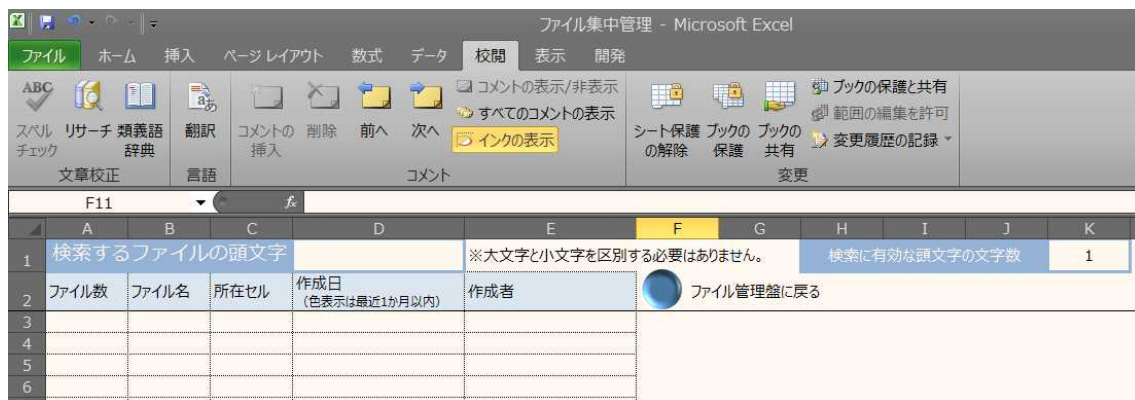 ファイル集中管理 - Microsoft Excel
ファイル ホーム 挿入 ページ レイアウト 数式 データ 校閲 表示 開発
ABC
スペル
チェック
リサーチ
類義語
辞典
文章校正
翻訳
言語
コメントの
挿入
削除
前へ
次へ
コメントの表示/非表示
すべてのコメントの表示
インクの表示
コメント
シート保護
の解除
ブックの
保護
ブックの
共有
ブックの保護と共有
範囲の編集を許可
変更履歴の記録
変更
F11
fx
A B C D E F G H I J K
1 検索するファイルの頭文字 ※大文字と小文字を区別する必要はありません。 検索に有効な頭文字の文字数 1
2 ファイル数 ファイル名 所在セル 作成日
(色表示は最近1か月以内)
作成者 ファイル管理盤に戻る
3
4
5
6